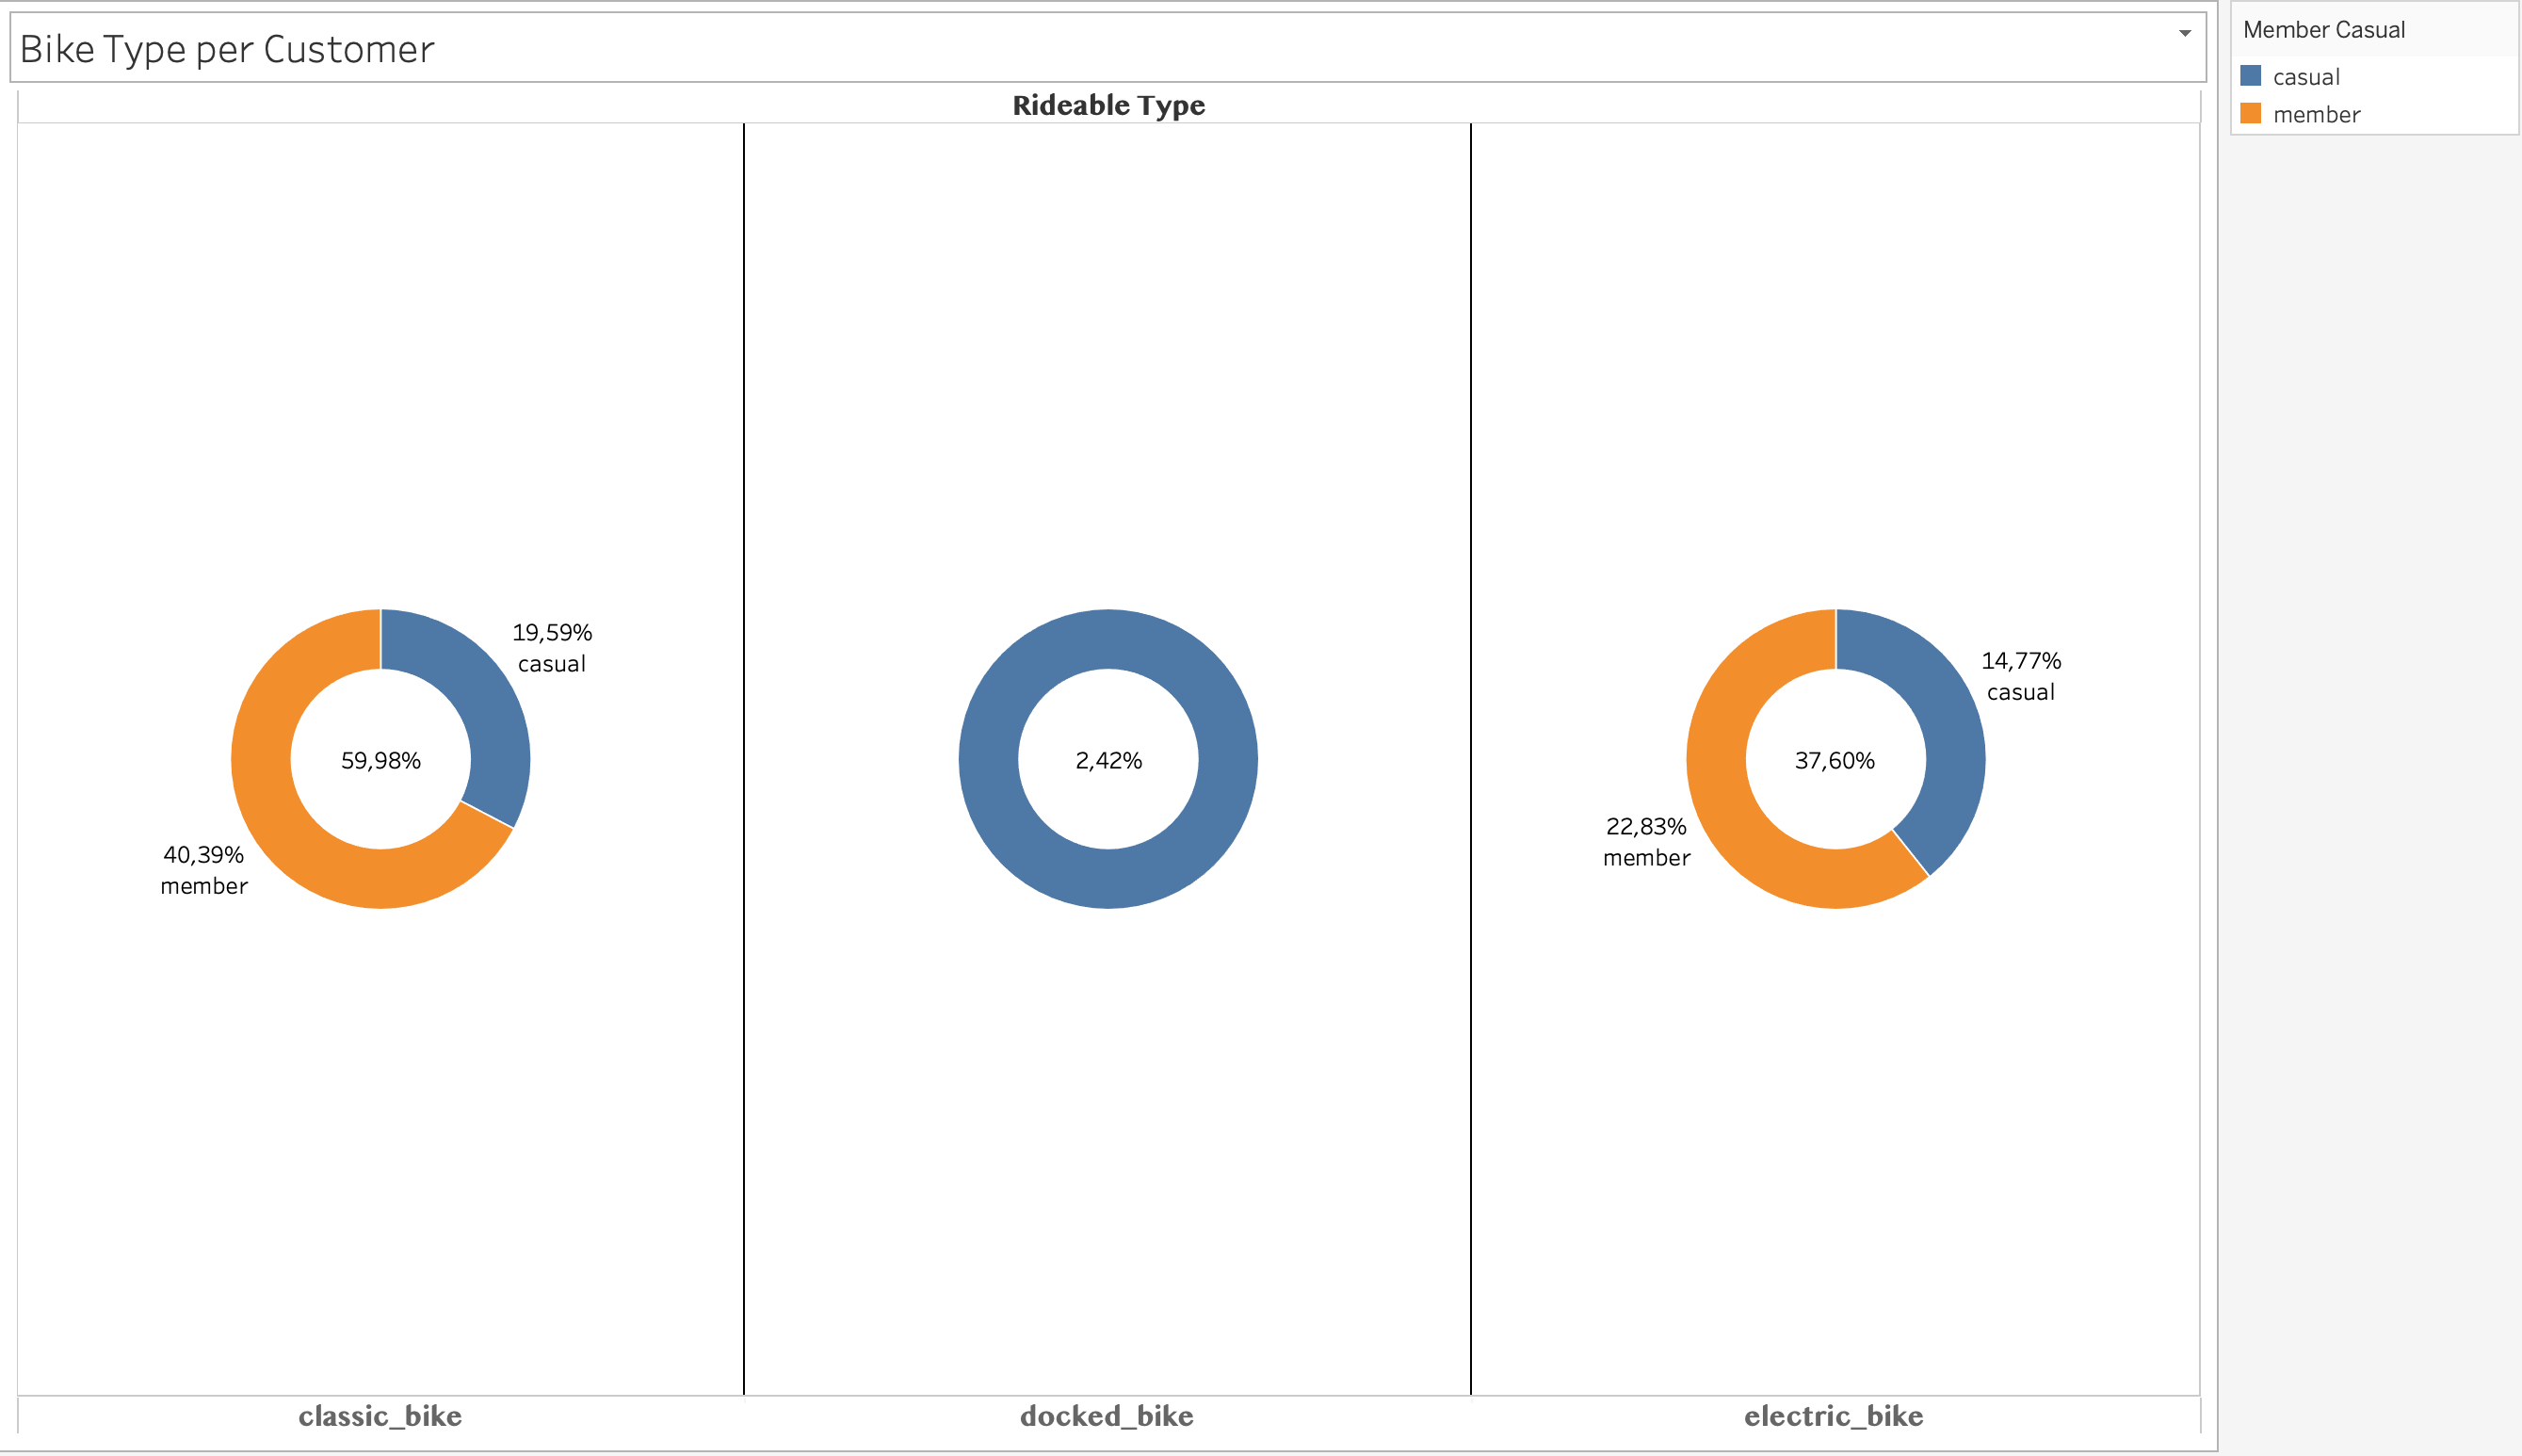 Bike Type per Customer
Member Casual
casual
member
Rideable Type
19,59%
casual
59,98%
40,39%
member
2,42%
14,77%
casual
37,60%
22,83%
member
classic_bike
docked_bike
electric_bike